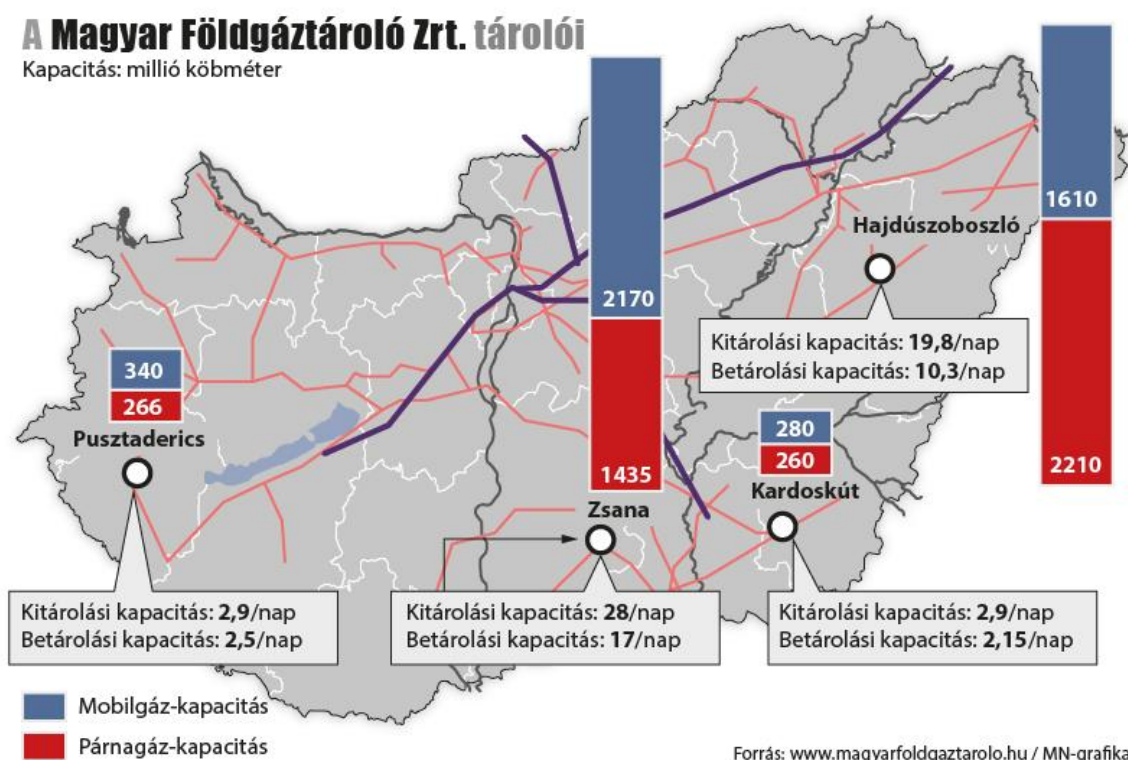 A Magyar Földgáztároló Zrt. tárolói
Kapacitás: millió köbméter
1610
Hajdúszoboszló
2170
Kitárolási kapacitás: 19,8/nap
Betárolási kapacitás: 10,3/nap
340
266
Pusztaderics
280
260
Kardoskút
2210
1435
Zsana
Kitárolási kapacitás: 2,9/nap
Betárolási kapacitás: 2,5/nap
Kitárolási kapacitás: 28/nap
Betárolási kapacitás: 17/nap
Kitárolási kapacitás: 2,9/nap
Betárolási kapacitás: 2,15/nap
Mobilgáz-kapacitás
Párnagáz-kapacitás
Forrás: www.magyarfoldgaztarolo.hu / MN-grafika